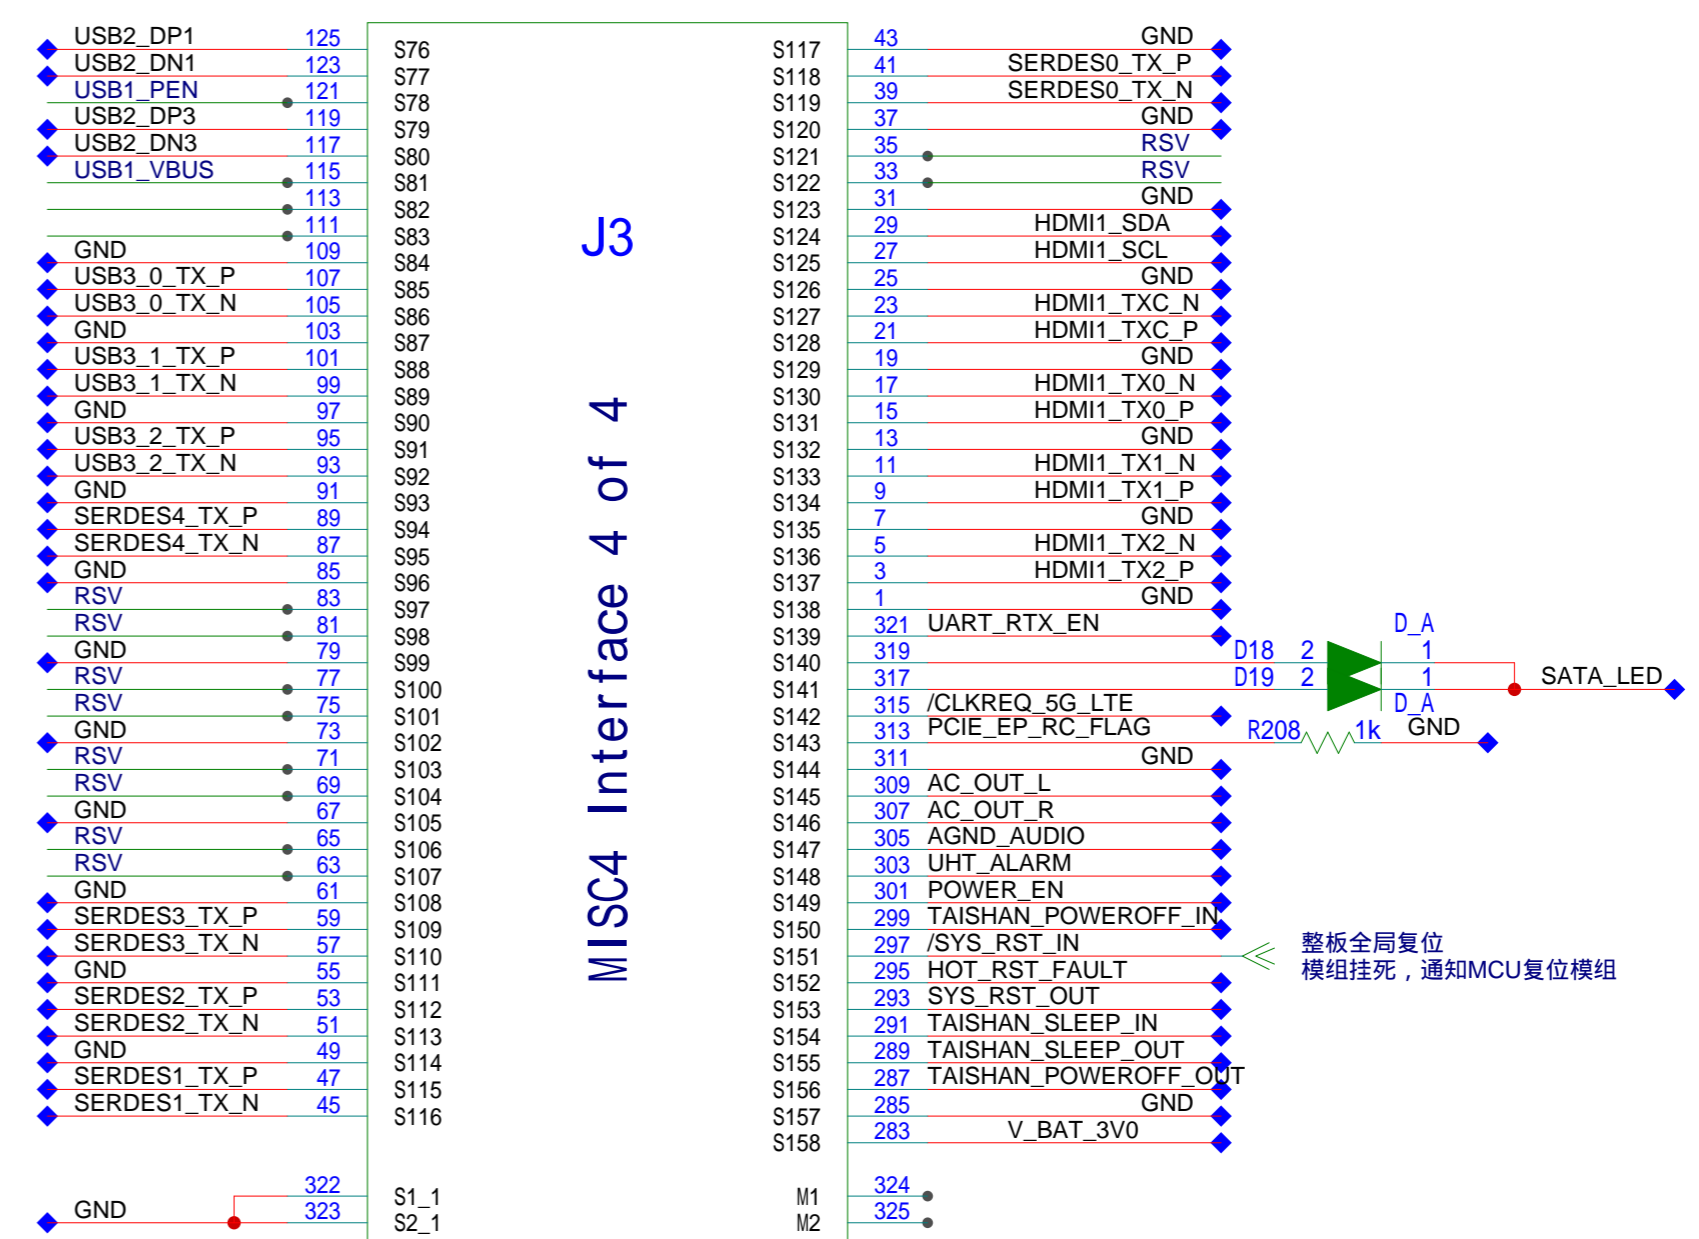 USB2_DP1 125 S76 S117 43 GND
USB2_DN1 123 S77 S118 41 SERDES0_TX_P
USB1_PEN 121 S78 S119 39 SERDES0_TX_N
USB2_DP3 119 S79 S120 37 GND
USB2_DN3 117 S80 S121 35 RSV
USB1_VBUS 115 S81 S122 33 RSV
113 S82 S123 31 GND
111 S83 S124 29 HDMI1_SDA
J3
GND 109 S84 S125 27 HDMI1_SCL
USB3_0_TX_P 107 S85 S126 25 GND
USB3_0_TX_N 105 S86 S127 23 HDMI1_TXC_N
GND 103 S87 S128 21 HDMI1_TXC_P
USB3_1_TX_P 101 S88 S129 19 GND
USB3_1_TX_N 99 S89 S130 17 HDMI1_TX0_N
GND 97 S90 S131 15 HDMI1_TX0_P
USB3_2_TX_P 95 S91 S132 13 GND
USB3_2_TX_N 93 S92 S133 11 HDMI1_TX1_N
GND 91 S93 S134 9 HDMI1_TX1_P
SERDES4_TX_P 89 S94 S135 7 GND
SERDES4_TX_N 87 S95 S136 5 HDMI1_TX2_N
GND 85 S96 S137 3 HDMI1_TX2_P
RSV 83 S97 S138 1 GND
RSV 81 S98 S139 321 UART_RTX_EN D_A
GND 79 S99 S140 319 D18 2 1
RSV 77 S100 S141 317 D19 2 1 SATA_LED
RSV 75 S101 S142 315 /CLKREQ_5G_LTE D_A
GND 73 S102 S143 313 PCIE_EP_RC_FLAG R208 1k GND
RSV 71 S103 S144 311 GND
RSV 69 S104 S145 309 AC_OUT_L
GND 67 S105 S146 307 AC_OUT_R
RSV 65 S106 S147 305 AGND_AUDIO
RSV 63 S107 S148 303 UHT_ALARM
GND 61 S108 S149 301 POWER_EN
SERDES3_TX_P 59 S109 S150 299 TAISHAN_POWEROFF_IN
SERDES3_TX_N 57 S110 S151 297 /SYS_RST_IN 整板全局复位
GND 55 S111 S152 295 HOT_RST_FAULT 模组挂死，通知MCU复位模组
SERDES2_TX_P 53 S112 S153 293 SYS_RST_OUT
SERDES2_TX_N 51 S113 S154 291 TAISHAN_SLEEP_IN
GND 49 S114 S155 289 TAISHAN_SLEEP_OUT
SERDES1_TX_P 47 S115 S156 287 TAISHAN_POWEROFF_OUT
SERDES1_TX_N 45 S116 S157 285 GND
S158 283 V_BAT_3V0
MISC4 Interface 4 of 4
322 S1_1 M1 324
GND 323 S2_1 M2 325